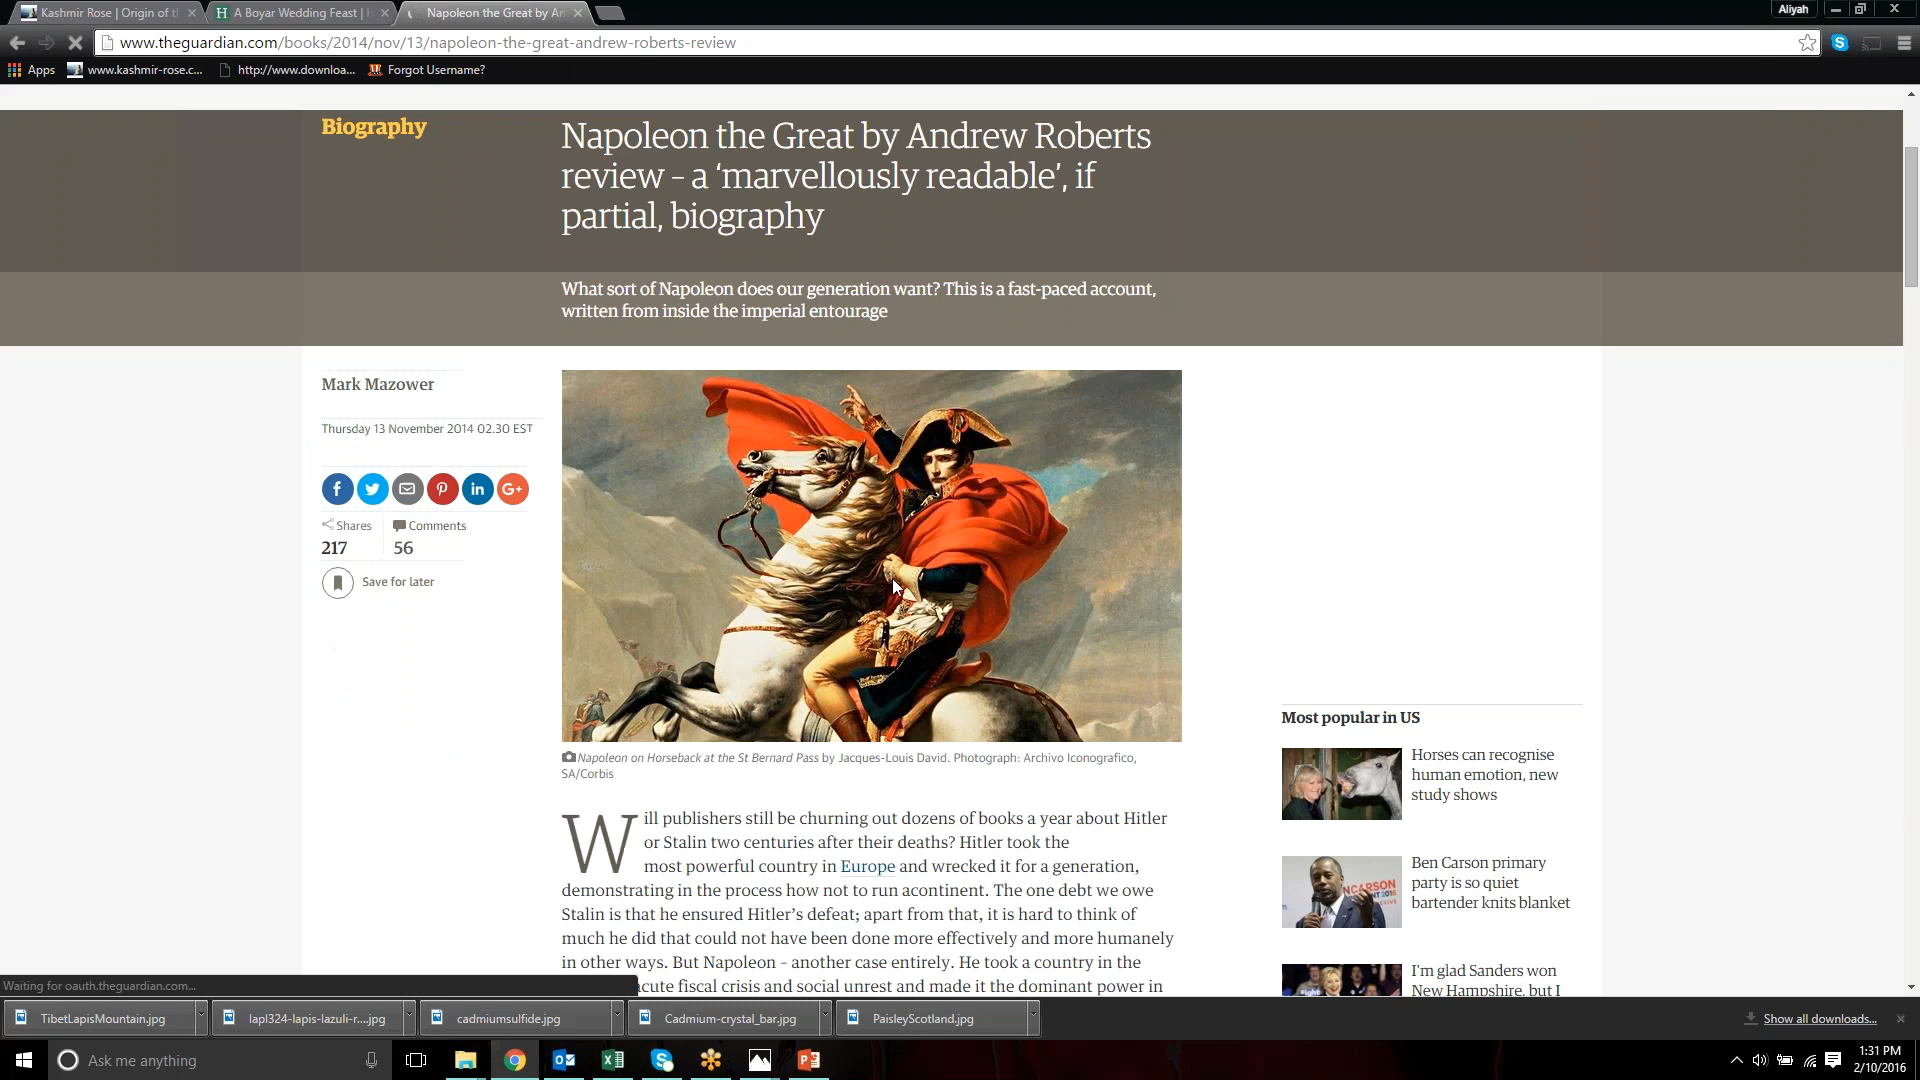 Kashmir Rose | Origin of t
A Boyar Wedding Feast |
Napoleon the Great by An
Aliyah
www.theguardian.com/books/2014/nov/13/napoleon-the-great-andrew-roberts-review
Apps
www.kashmir-rose.c...
http://www.downloa...
Forgot Username?
Biography
Napoleon the Great by Andrew Roberts
review – a ‘marvellously readable’, if
partial, biography
What sort of Napoleon does our generation want? This is a fast-paced account,
written from inside the imperial entourage
Mark Mazower
Thursday 13 November 2014 02.30 EST
Shares
217
Comments
56
Save for later
Napoleon on Horseback at the St Bernard Pass by Jacques-Louis David. Photograph: Archivo Iconografico,
SA/Corbis
Will publishers still be churning out dozens of books a year about Hitler
or Stalin two centuries after their deaths? Hitler took the
most powerful country in Europe and wrecked it for a generation,
demonstrating in the process how not to run acontinent. The one debt we owe
Stalin is that he ensured Hitler’s defeat; apart from that, it is hard to think of
much he did that could not have been done more effectively and more humanely
in other ways. But Napoleon – another case entirely. He took a country in the
acute fiscal crisis and social unrest and made it the dominant power in
Most popular in US
Horses can recognise
human emotion, new
study shows
Ben Carson primary
party is so quiet
bartender knits blanket
I'm glad Sanders won
New Hampshire, but I
Waiting for oauth.theguardian.com...
TibetLapisMountain.jpg
lapl324-lapis-lazuli-r....jpg
cadmiumsulfide.jpg
Cadmium-crystal_bar.jpg
PaisleyScotland.jpg
Show all downloads...
Ask me anything
1:31 PM
2/10/2016